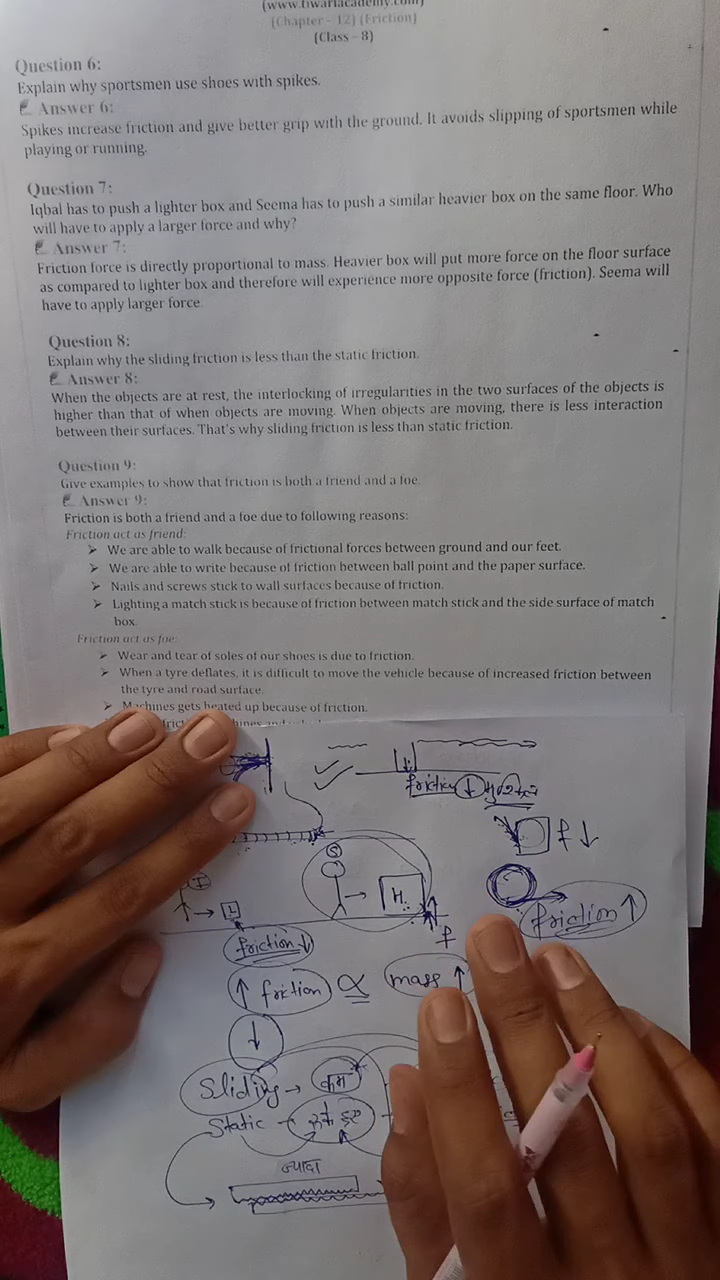 (www.tiwariacademy.com)
(Chapter – 12) (Friction)
(Class – 8)
Question 6:
Explain why sportsmen use shoes with spikes.
Answer 6:
Spikes increase friction and give better grip with the ground. It avoids slipping of sportsmen while
playing or running.
Question 7:
Iqbal has to push a lighter box and Seema has to push a similar heavier box on the same floor. Who
will have to apply a larger force and why?
Answer 7:
Friction force is directly proportional to mass. Heavier box will put more force on the floor surface
as compared to lighter box and therefore will experience more opposite force (friction). Seema will
have to apply larger force.
Question 8:
Explain why the sliding friction is less than the static friction.
Answer 8:
When the objects are at rest, the interlocking of irregularities in the two surfaces of the objects is
higher than that of when objects are moving. When objects are moving, there is less interaction
between their surfaces. That's why sliding friction is less than static friction.
Question 9:
Give examples to show that friction is both a friend and a foe.
Answer 9:
Friction is both a friend and a foe due to following reasons:
Friction act as friend:
➢ We are able to walk because of frictional forces between ground and our feet.
➢ We are able to write because of friction between ball point and the paper surface.
➢ Nails and screws stick to wall surfaces because of friction.
➢ Lighting a match stick is because of friction between match stick and the side surface of match
box.
Friction act as foe:
➢ Wear and tear of soles of our shoes is due to friction.
➢ When a tyre deflates, it is difficult to move the vehicle because of increased friction between
the tyre and road surface.
➢ Machines gets heated up because of friction.
friction ↓
f ↓
S
I
H
L
f
friction ↑
friction ↓
↑ friction ∝ mass ↑
↓
Sliding → कम
Static →
ज्यादा